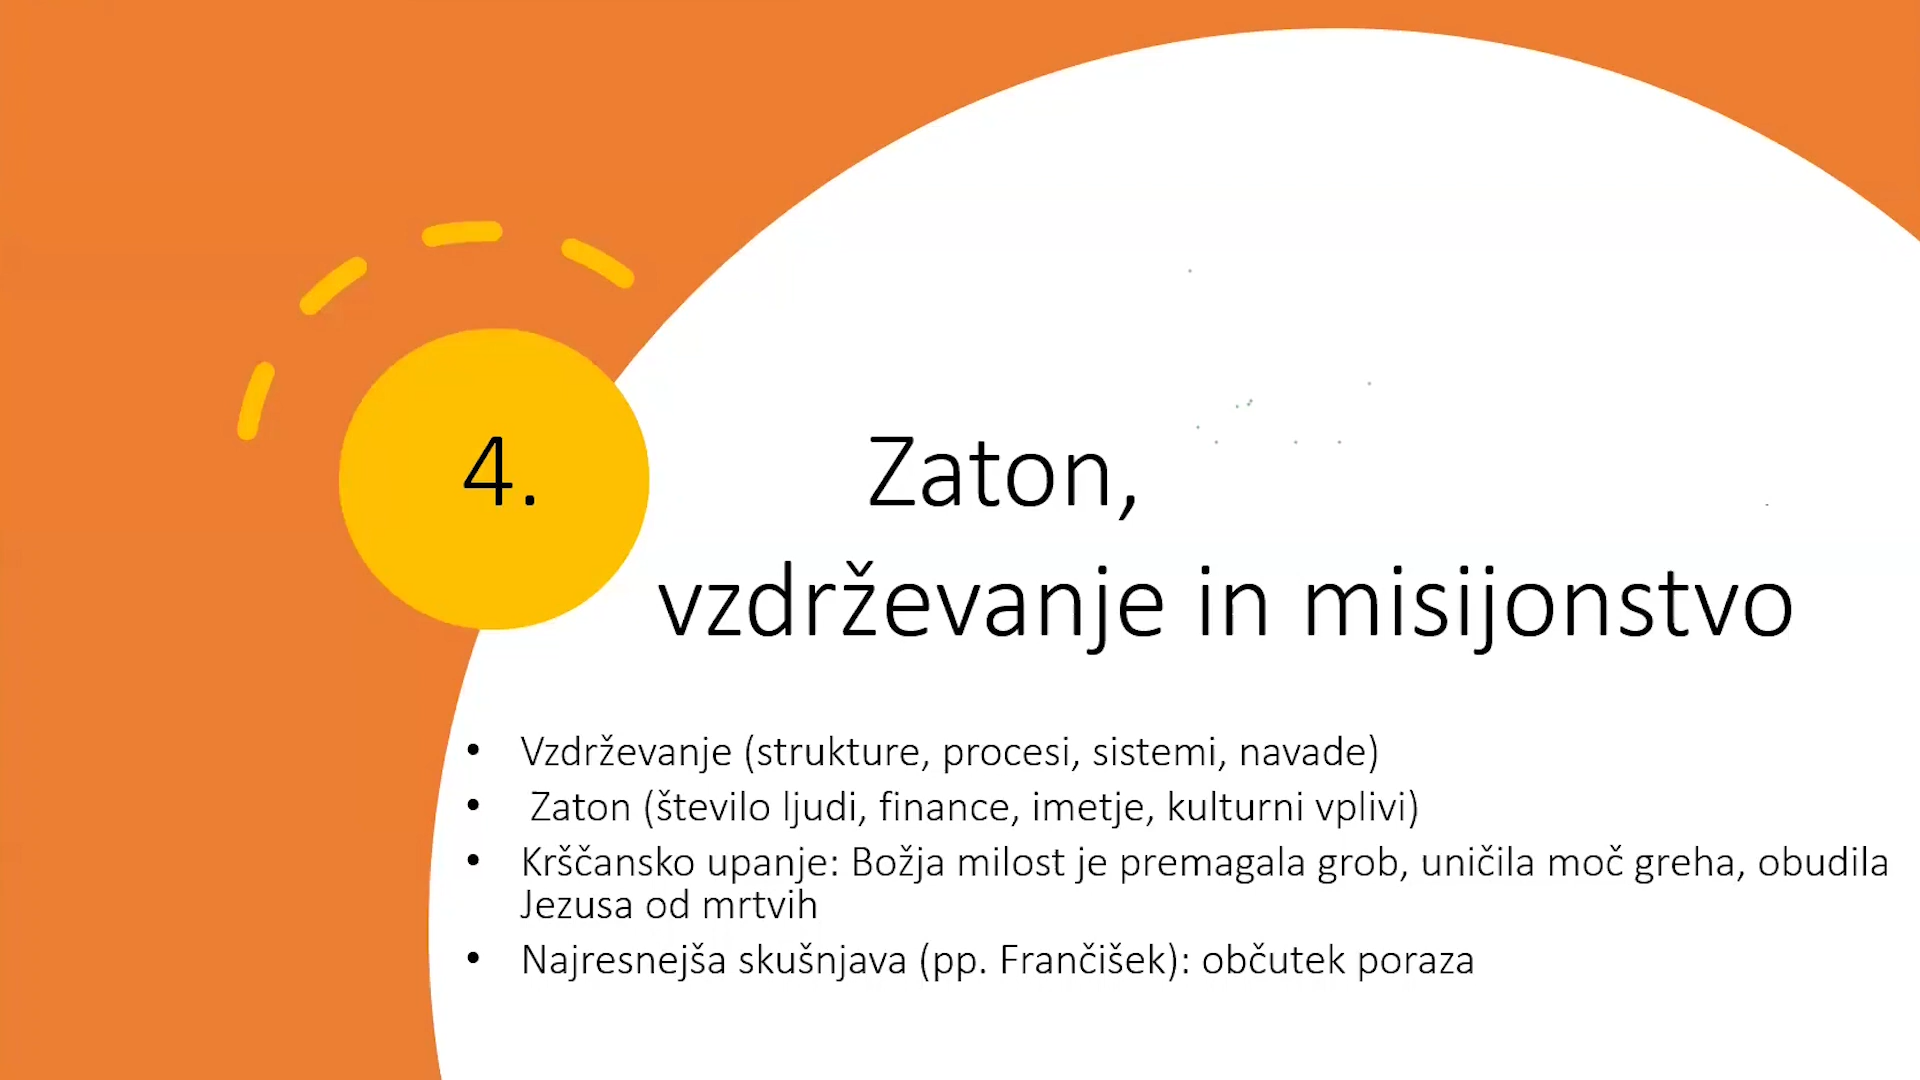 4. Zaton,
vzdrževanje in misijonstvo
• Vzdrževanje (strukture, procesi, sistemi, navade)
• Zaton (število ljudi, finance, imetje, kulturni vplivi)
• Krščansko upanje: Božja milost je premagala grob, uničila moč greha, obudila
Jezusa od mrtvih
• Najresnejša skušnjava (pp. Frančišek): občutek poraza